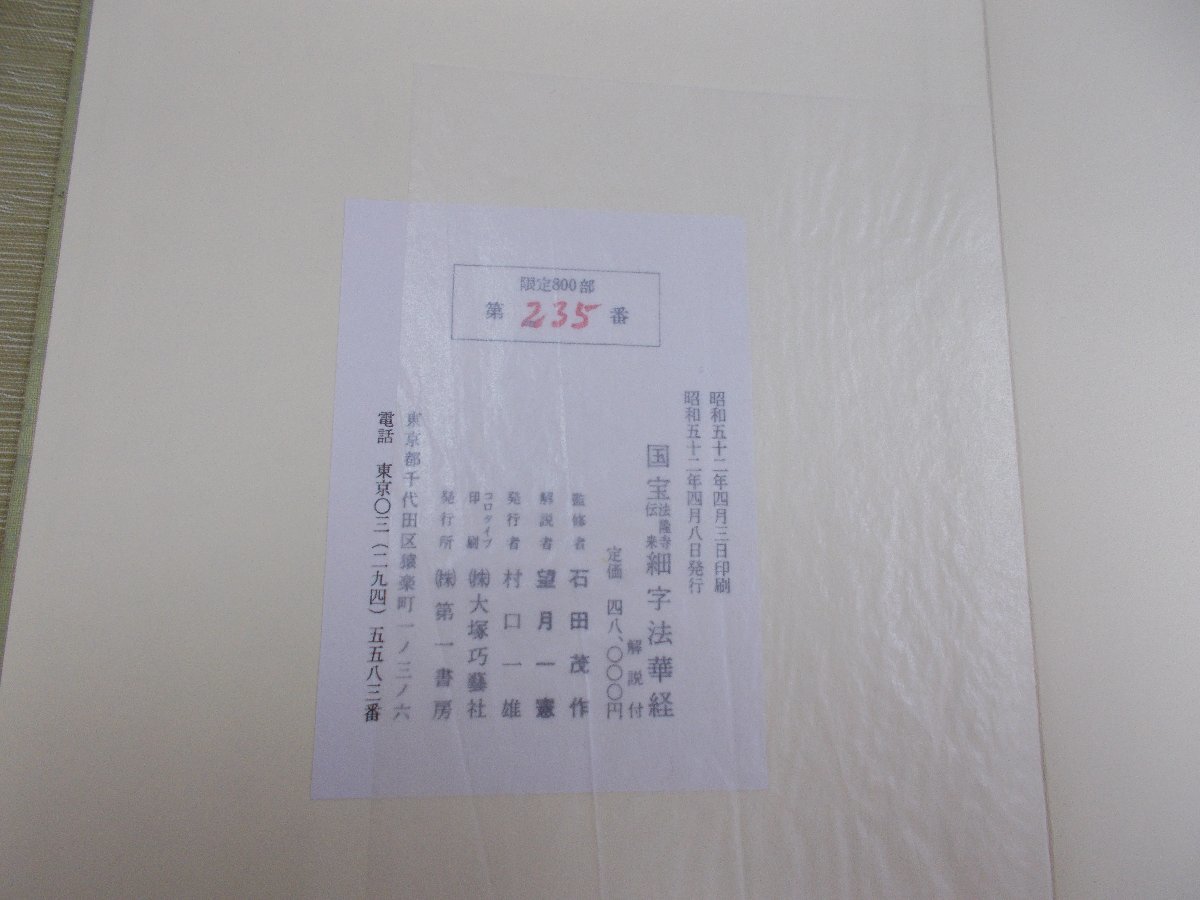 限定800部
第 235 番
昭和五十二年四月三日印刷
昭和五十二年四月八日発行
国宝 法隆寺伝来 細字法華経
解説付
定価 四八、〇〇〇円
監修者 石田茂作
解説者 望月一憲
発行者 村口一雄
コロタイプ印刷 ㈱大塚巧藝社
発行所 ㈱第一書房
東京都千代田区猿楽町一ノ三ノ六
電話 東京〇三(二九四)五五八三番